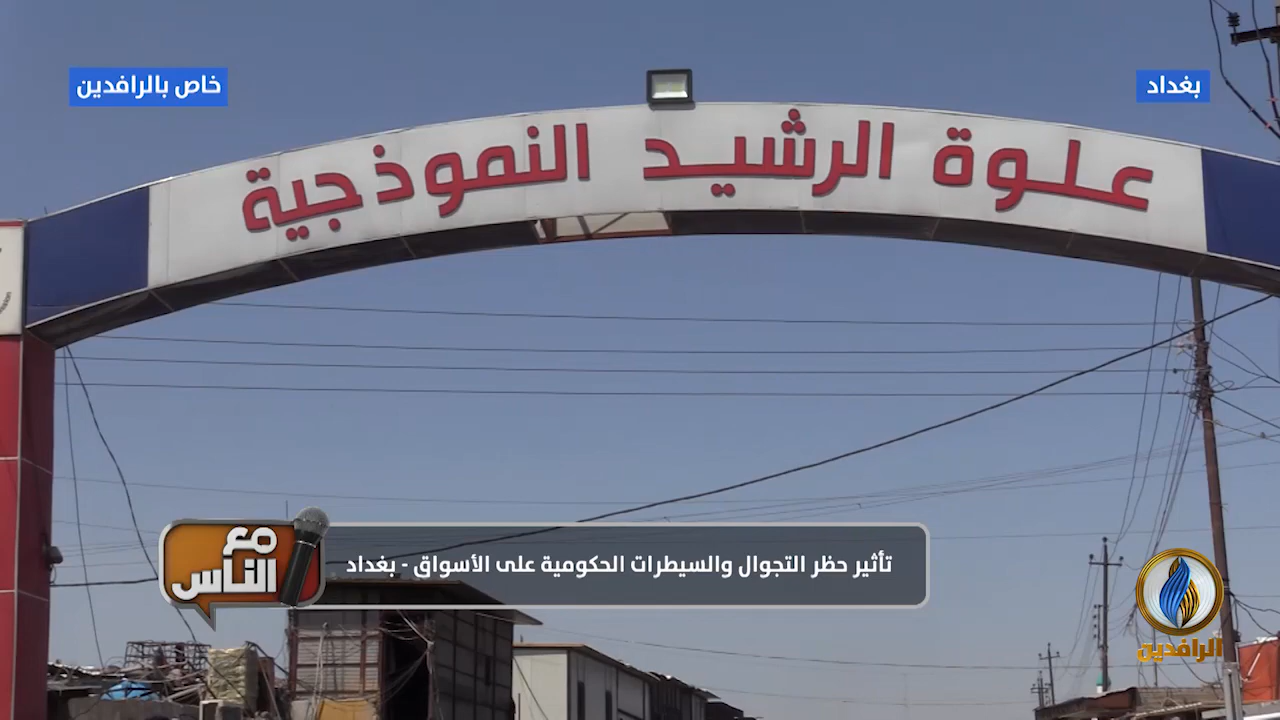 بغداد
خاص بالرافدين
علوة الرشيد النموذجية
مع الناس
تأثير حظر التجوال والسيطرات الحكومية على الأسواق - بغداد
الرافدين